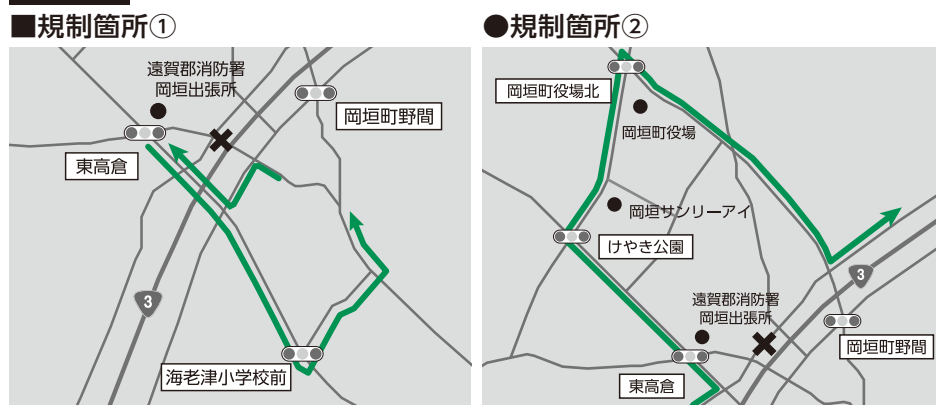 ■規制箇所①
遠賀郡消防署
岡垣出張所
岡垣町野間
東高倉
3
海老津小学校前
●規制箇所②
岡垣町役場北
岡垣町役場
岡垣サンリーアイ
けやき公園
3
遠賀郡消防署
岡垣出張所
岡垣町野間
東高倉